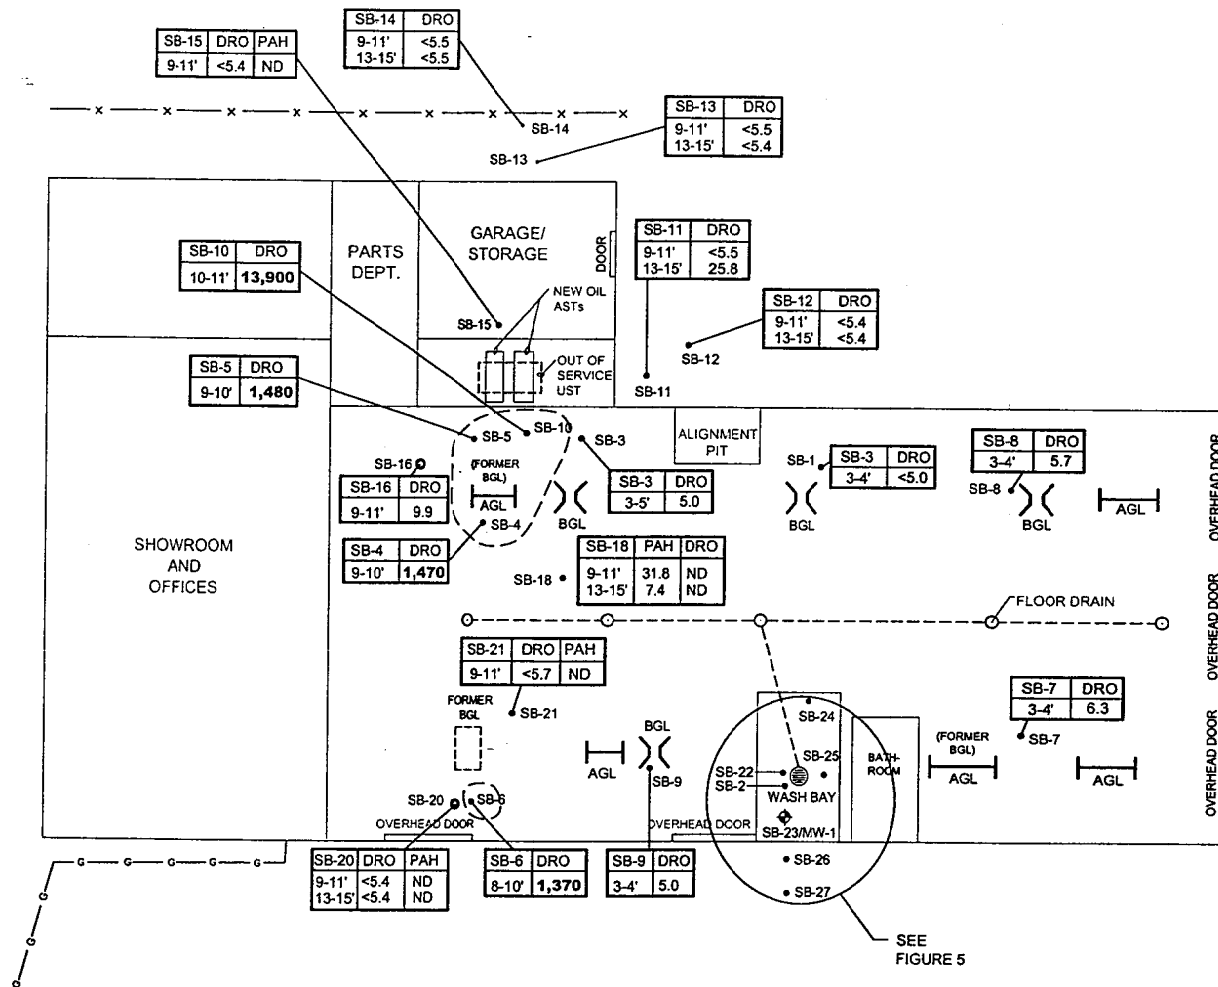 SB-14 DRO
9-11' <5.5
13-15' <5.5
SB-15 DRO PAH
9-11' <5.4 ND
x x x x x x x x x
SB-14
SB-13 DRO
9-11' <5.5
13-15' <5.4
SB-13
GARAGE/
STORAGE
DOOR
PARTS
DEPT.
SB-10 DRO
10-11' 13,900
SB-11 DRO
9-11' <5.5
13-15' 25.8
NEW OIL
ASTs
SB-12 DRO
9-11' <5.4
13-15' <5.4
SB-15
SB-12
OUT OF
SERVICE
UST
SB-11
SB-5 DRO
9-10' 1,480
SB-5
SB-10
SB-3
ALIGNMENT
PIT
SB-16
(FORMER
BGL)
AGL
SB-16 DRO
9-11' 9.9
SB-4
BGL
SB-3 DRO
3-5' 5.0
SB-1
SB-3 DRO
3-4' <5.0
BGL
SB-8 DRO
3-4' 5.7
SB-8
BGL
AGL
OVERHEAD DOOR
SHOWROOM
AND
OFFICES
SB-4 DRO
9-10' 1,470
SB-18
SB-18 PAH DRO
9-11' 31.8 ND
13-15' 7.4 ND
FLOOR DRAIN
OVERHEAD DOOR
SB-21 DRO PAH
9-11' <5.7 ND
SB-21
FORMER
BGL
BGL
AGL
SB-9
SB-24
SB-22
SB-25
SB-2
WASH BAY
SB-23/MW-1
BATH-
ROOM
(FORMER
BGL)
AGL
SB-7 DRO
3-4' 6.3
SB-7
AGL
OVERHEAD DOOR
SB-20
SB-6
OVERHEAD DOOR
OVERHEAD DOOR
SB-20 DRO PAH
9-11' <5.4 ND
13-15' <5.4 ND
SB-6 DRO
8-10' 1,370
SB-9 DRO
3-4' 5.0
SB-26
SB-27
G G G G G
G
G
G
G
SEE
FIGURE 5